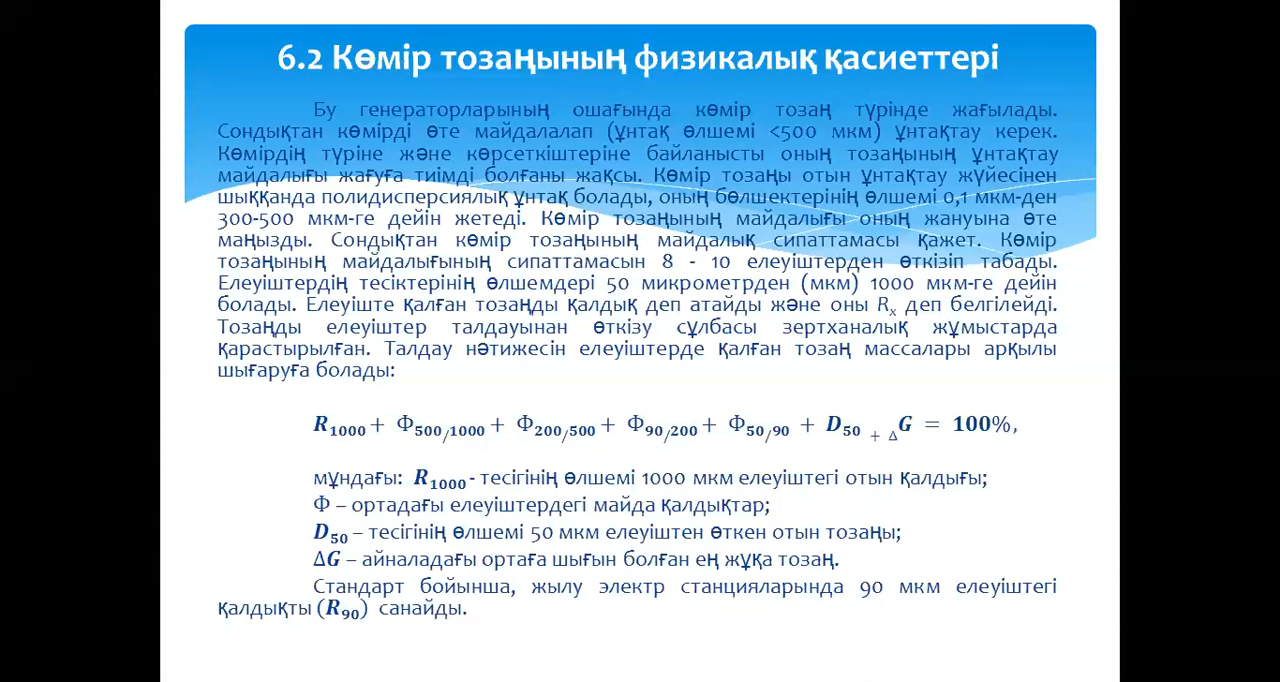 6.2 Көмір тозаңының физикалық қасиеттері
Бу генераторларының ошағында көмір тозаң түрінде жағылады.
Сондықтан көмірді өте майдалалап (ұнтақ өлшемі <500 мкм) ұнтақтау керек.
Көмірдің түріне және көрсеткіштеріне байланысты оның тозаңының ұнтақтау
майдалығы жағуға тиімді болғаны жақсы. Көмір тозаңы отын ұнтақтау жүйесінен
шыққанда полидисперсиялық ұнтақ болады, оның бөлшектерінің өлшемі 0,1 мкм-ден
300-500 мкм-ге дейін жетеді. Көмір тозаңының майдалығы оның жануына өте
маңызды. Сондықтан көмір тозаңының майдалық сипаттамасы қажет. Көмір
тозаңының майдалығының сипаттамасын 8 - 10 елеуіштерден өткізіп табады.
Елеуіштердің тесіктерінің өлшемдері 50 микрометрден (мкм) 1000 мкм-ге дейін
болады. Елеуіште қалған тозаңды қалдық деп атайды және оны Rₓ деп белгілейді.
Тозаңды елеуіштер талдауынан өткізу сұлбасы зертханалық жұмыстарда
қарастырылған. Талдау нәтижесін елеуіштерде қалған тозаң массалары арқылы
шығаруға болады:
R₁₀₀₀ + Ф₅₀₀/₁₀₀₀ + Ф₂₀₀/₅₀₀ + Ф₉₀/₂₀₀ + Ф₅₀/₉₀ + D₅₀ + ΔG = 100%,
мұндағы: R₁₀₀₀ - тесігінің өлшемі 1000 мкм елеуіштегі отын қалдығы;
Ф – ортадағы елеуіштердегі майда қалдықтар;
D₅₀ – тесігінің өлшемі 50 мкм елеуіштен өткен отын тозаңы;
ΔG – айналадағы ортаға шығын болған ең жұқа тозаң.
Стандарт бойынша, жылу электр станцияларында 90 мкм елеуіштегі
қалдықты (R₉₀) санайды.